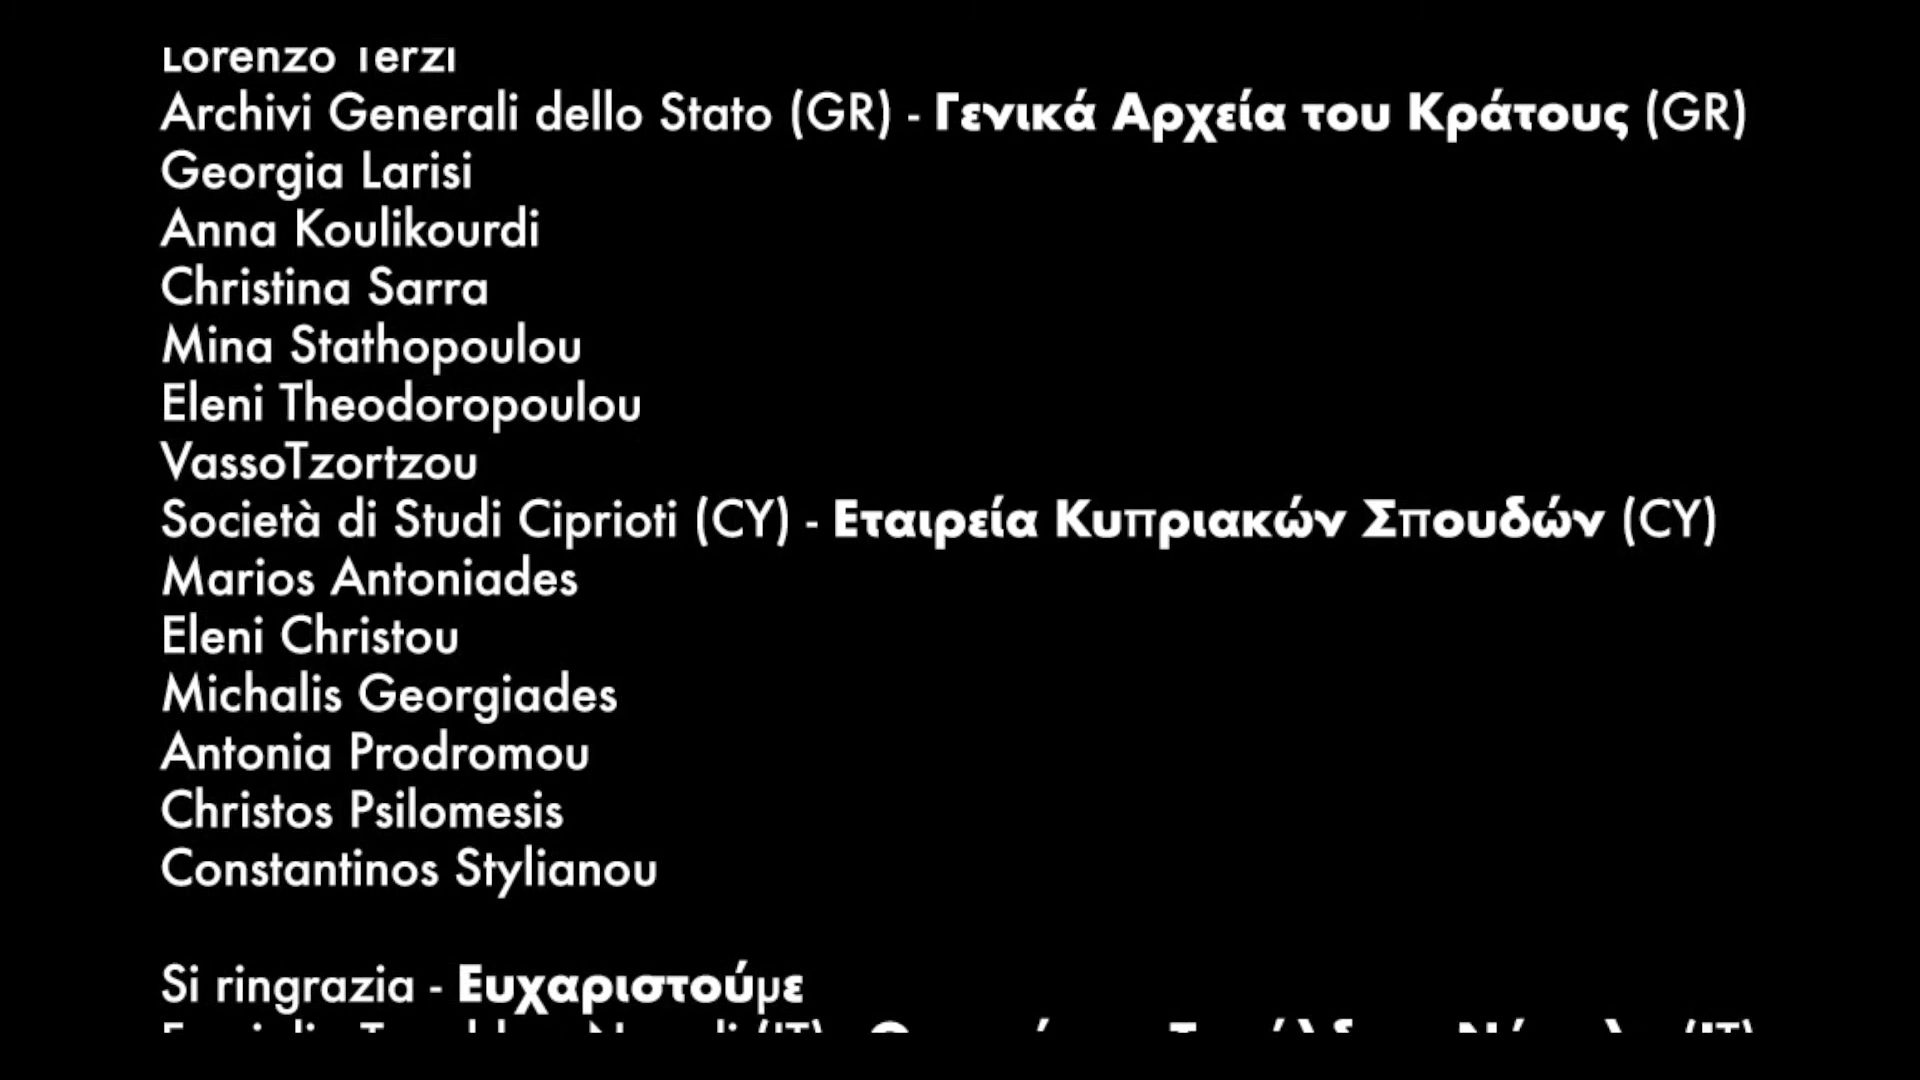 Lorenzo Terzi
Archivi Generali dello Stato (GR) - Γενικά Αρχεία του Κράτους (GR)
Georgia Larisi
Anna Koulikourdi
Christina Sarra
Mina Stathopoulou
Eleni Theodoropoulou
VassoTzortzou
Società di Studi Ciprioti (CY) - Εταιρεία Κυπριακών Σπουδών (CY)
Marios Antoniades
Eleni Christou
Michalis Georgiades
Antonia Prodromou
Christos Psilomesis
Constantinos Stylianou
Si ringrazia - Ευχαριστούμε